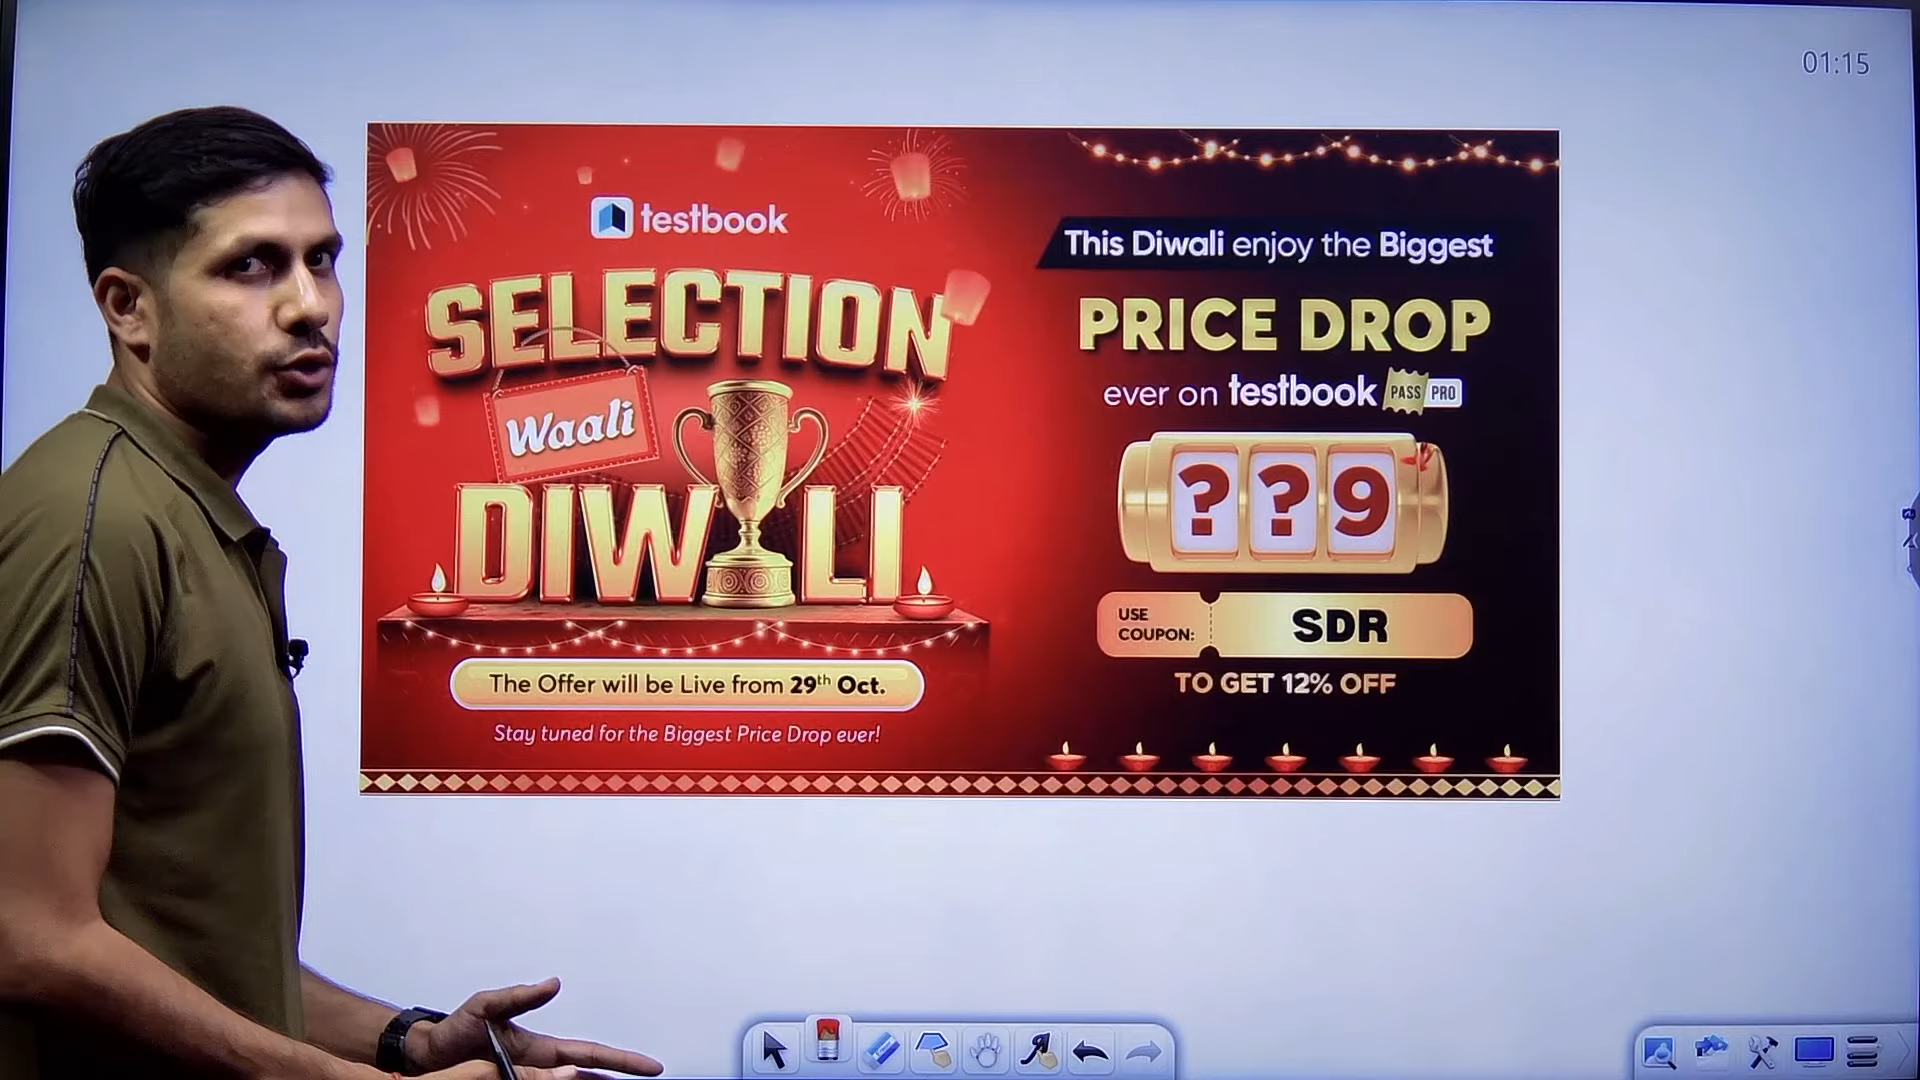 01:15
testbook
SELECTION
Waali
DIWALI
The Offer will be Live from 29th Oct.
Stay tuned for the Biggest Price Drop ever!
This Diwali enjoy the Biggest
PRICE DROP
ever on testbook PASS PRO
??9
USE
COUPON:
SDR
TO GET 12% OFF